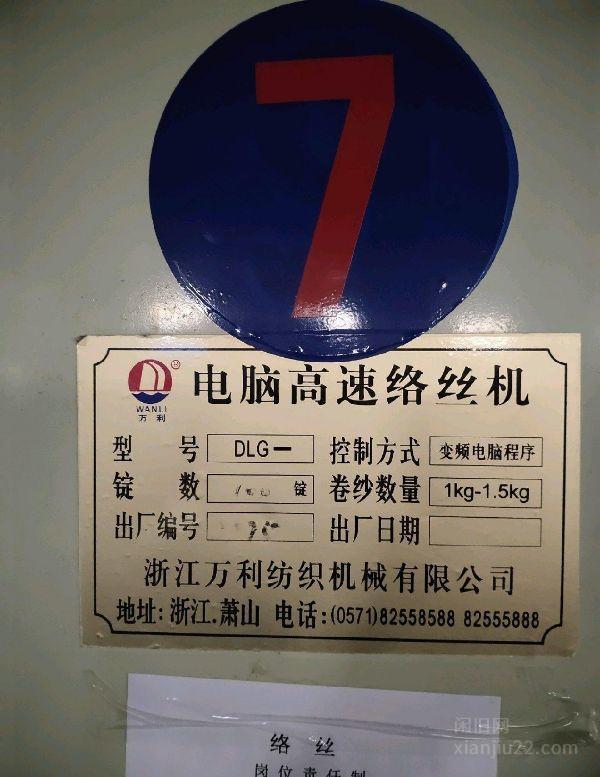 7
WANLI
万利
电脑高速络丝机
型 号 DLG一 控制方式 变频电脑程序
锭 数 锭 卷纱数量 1kg-1.5kg
出厂编号 出厂日期
浙江万利纺织机械有限公司
地址: 浙江.萧山 电话: (0571)82558588 82555888
络 丝
岗位责任制
闲旧网
xianjiu22.com